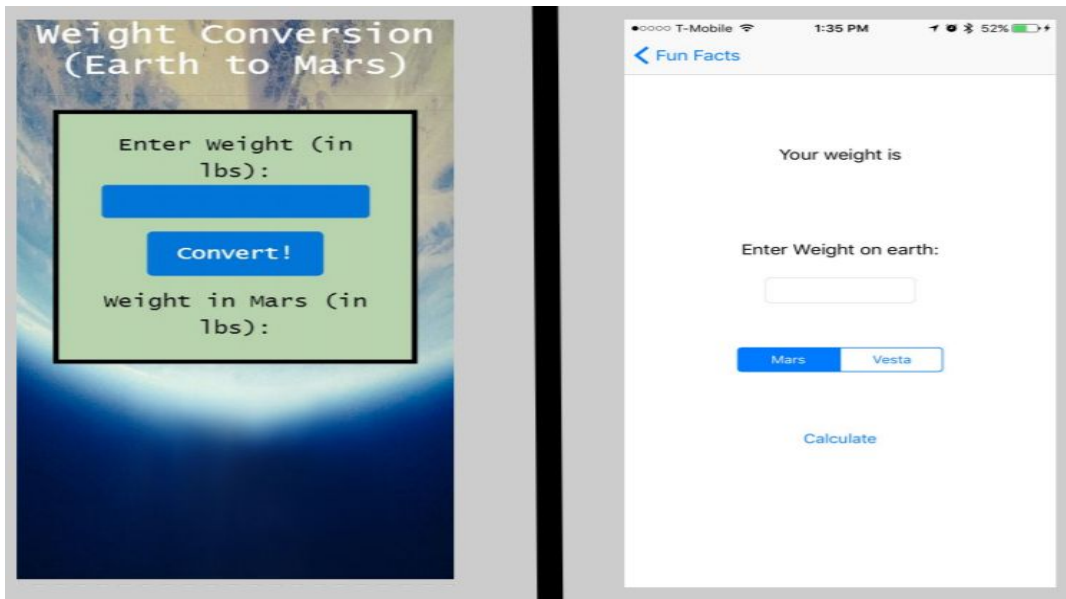 Weight Conversion
(Earth to Mars)
Enter Weight (in
lbs):
Convert!
Weight in Mars (in
lbs):
T-Mobile 1:35 PM 52%
Fun Facts
Your weight is
Enter Weight on earth:
Mars Vesta
Calculate